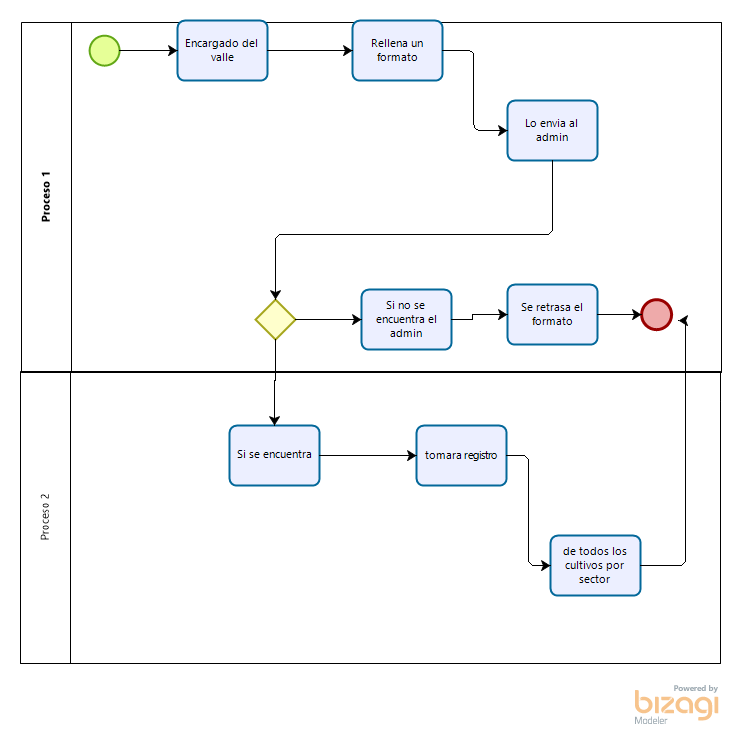 Proceso 1
Encargado del
valle
Rellena un
formato
Lo envia al
admin
Si no se
encuentra el
admin
Se retrasa el
formato
Proceso 2
Si se encuentra
tomara registro
de todos los
cultivos por
sector
Powered by
bizagi
Modeler